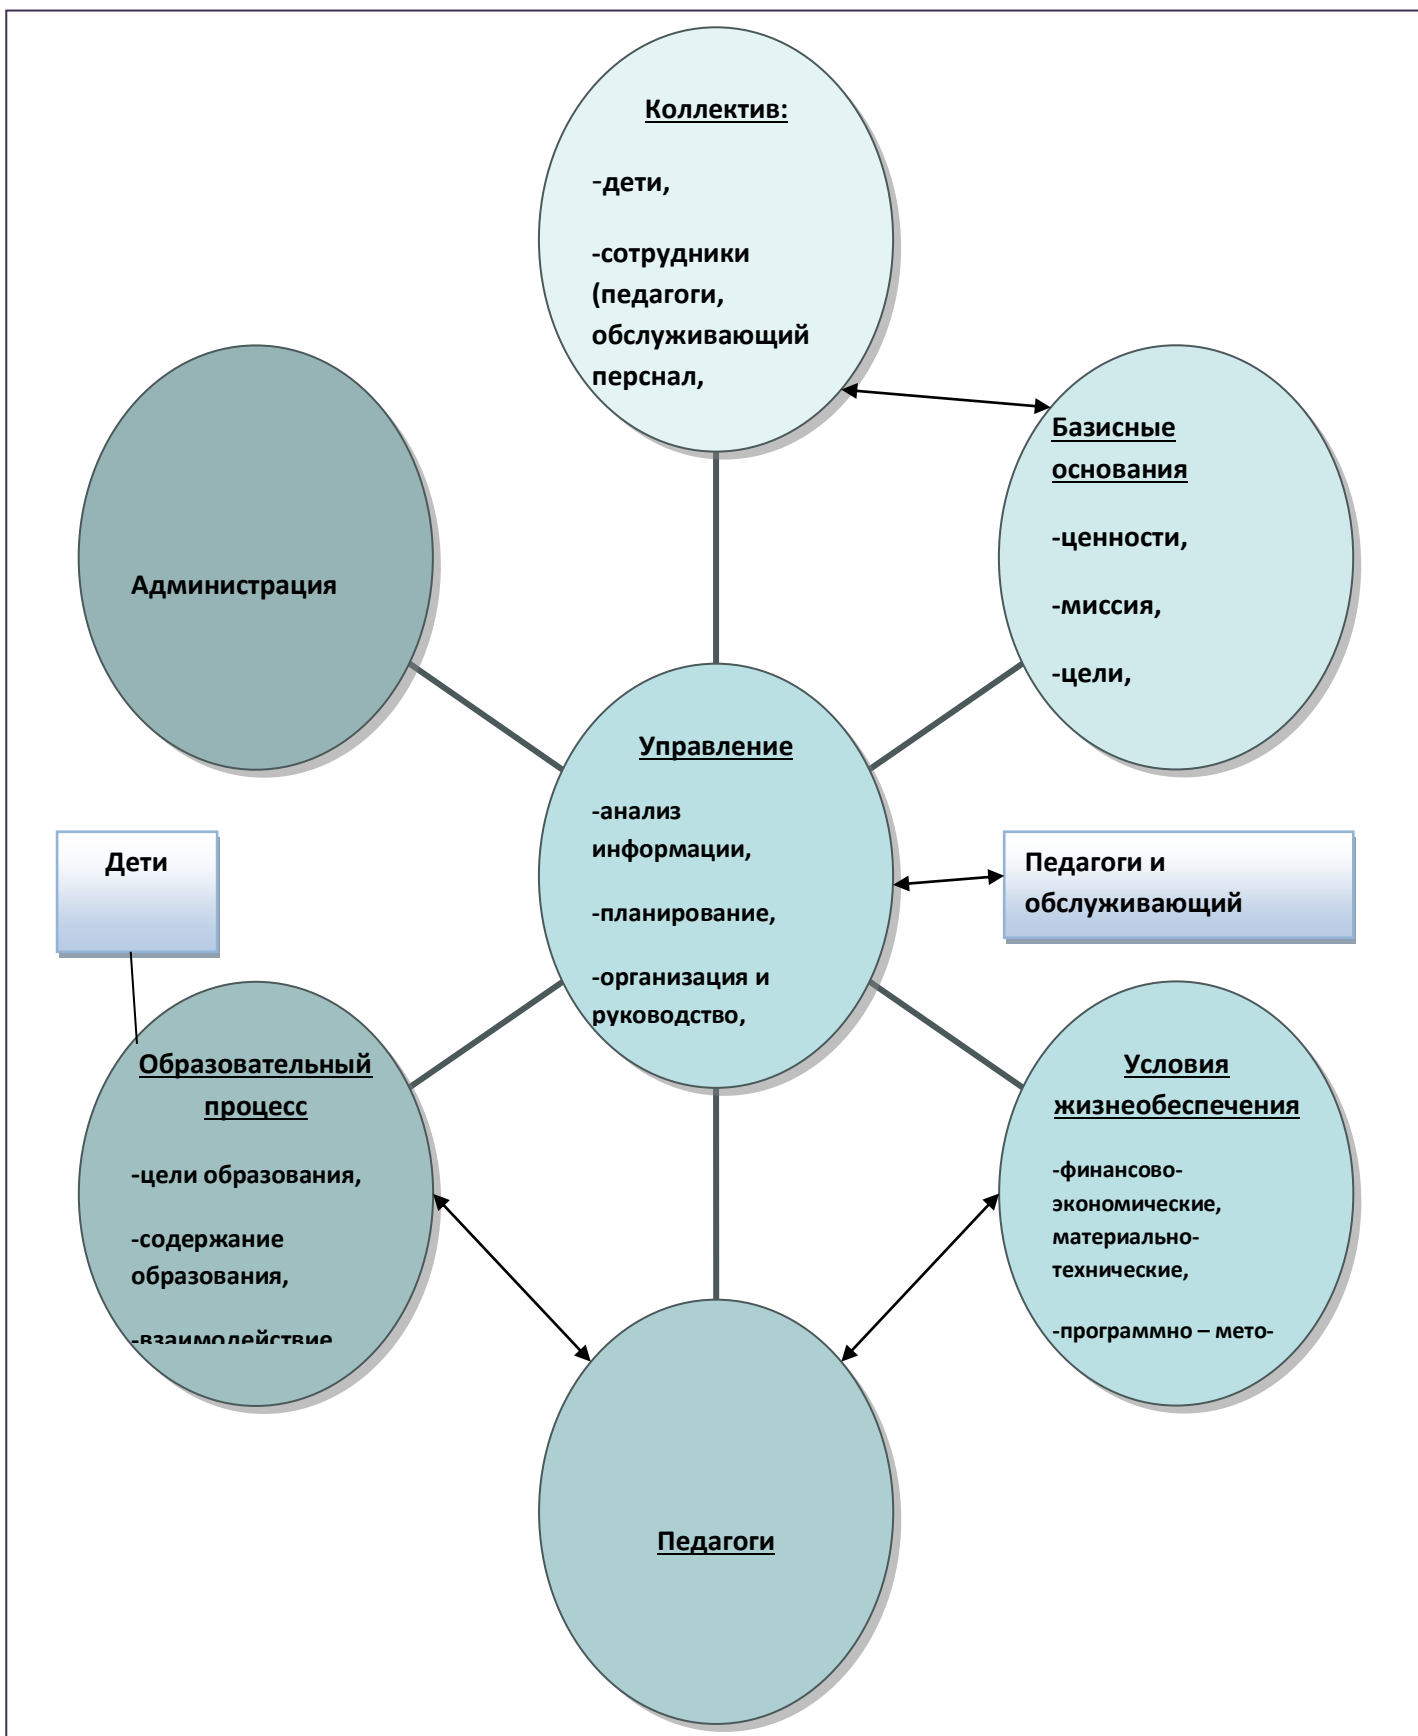 Коллектив:
-дети,
-сотрудники
(педагоги,
обслуживающий
перснал,
Администрация
Базисные
основания
-ценности,
-миссия,
-цели,
Управление
-анализ
информации,
-планирование,
-организация и
руководство,
Дети
Педагоги и
обслуживающий
Образовательный
процесс
-цели образования,
-содержание
образования,
-взаимодействие
Условия
жизнеобеспечения
-финансово-
экономические,
материально-
технические,
-программно – мето-
Педагоги